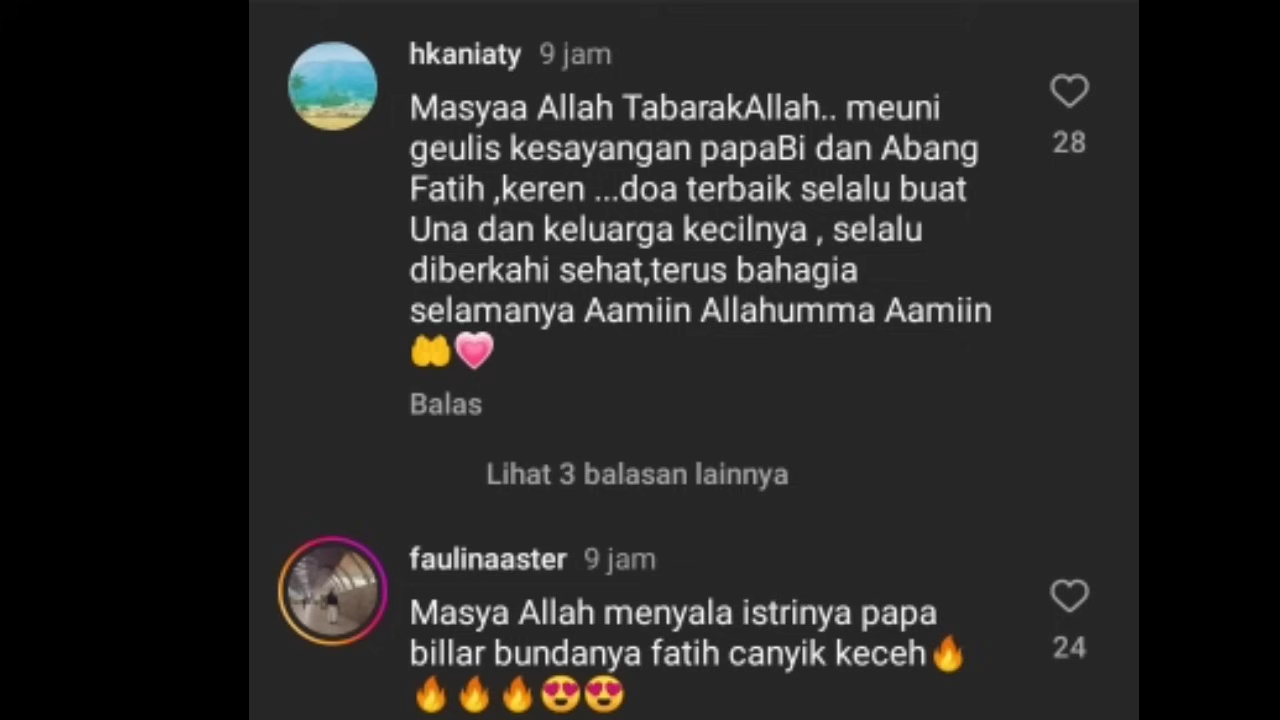 hkaniaty 9 jam
Masyaa Allah TabarakAllah.. meuni
geulis kesayangan papaBi dan Abang
Fatih ,keren ...doa terbaik selalu buat
Una dan keluarga kecilnya , selalu
diberkahi sehat,terus bahagia
selamanya Aamiin Allahumma Aamiin
🤲💗
28
Balas
Lihat 3 balasan lainnya
faulinaaster 9 jam
Masya Allah menyala istrinya papa
billar bundanya fatih canyik keceh🔥
🔥🔥🔥😍😍
24